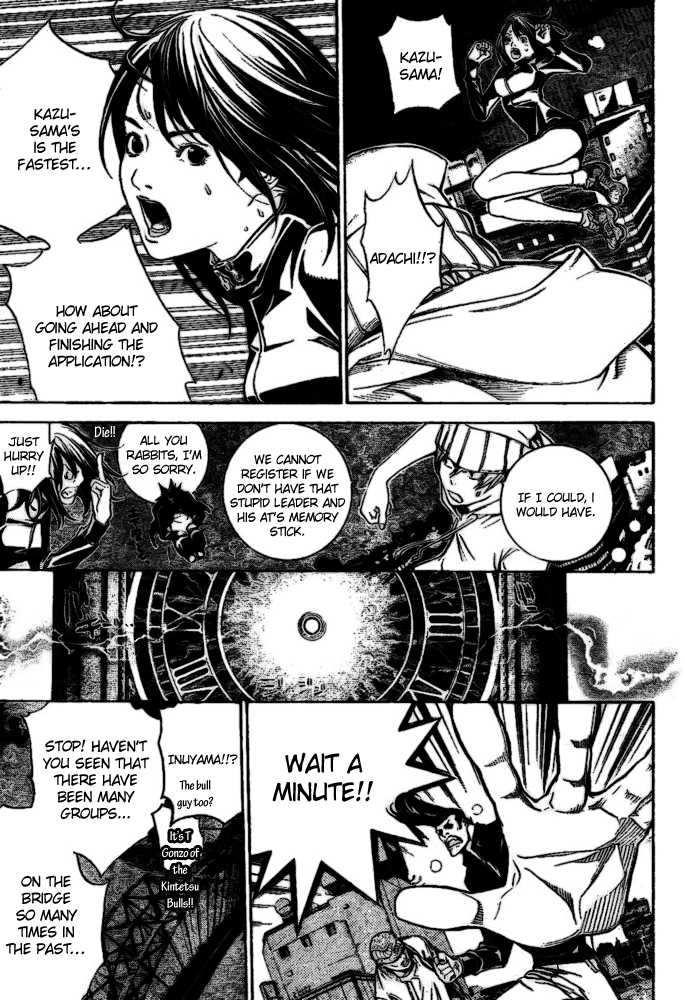 KAZU-
SAMA!
ADACHI!!?
KAZU-
SAMA'S
IS THE
FASTEST...
HOW ABOUT
GOING AHEAD AND
FINISHING THE
APPLICATION!?
IF I COULD, I
WOULD HAVE.
WE CANNOT
REGISTER IF WE
DON'T HAVE THAT
STUPID LEADER AND
HIS AT'S MEMORY
STICK.
ALL YOU
RABBITS, I'M
SO SORRY.
Die!!
JUST
HURRY
UP!!
WAIT A
MINUTE!!
INUYAMA!!?
The bull
guy too?
It's T
Gonzo of
the
Kintetsu
Bulls!!
STOP! HAVEN'T
YOU SEEN THAT
THERE HAVE
BEEN MANY
GROUPS...
ON THE
BRIDGE
SO MANY
TIMES IN
THE PAST...